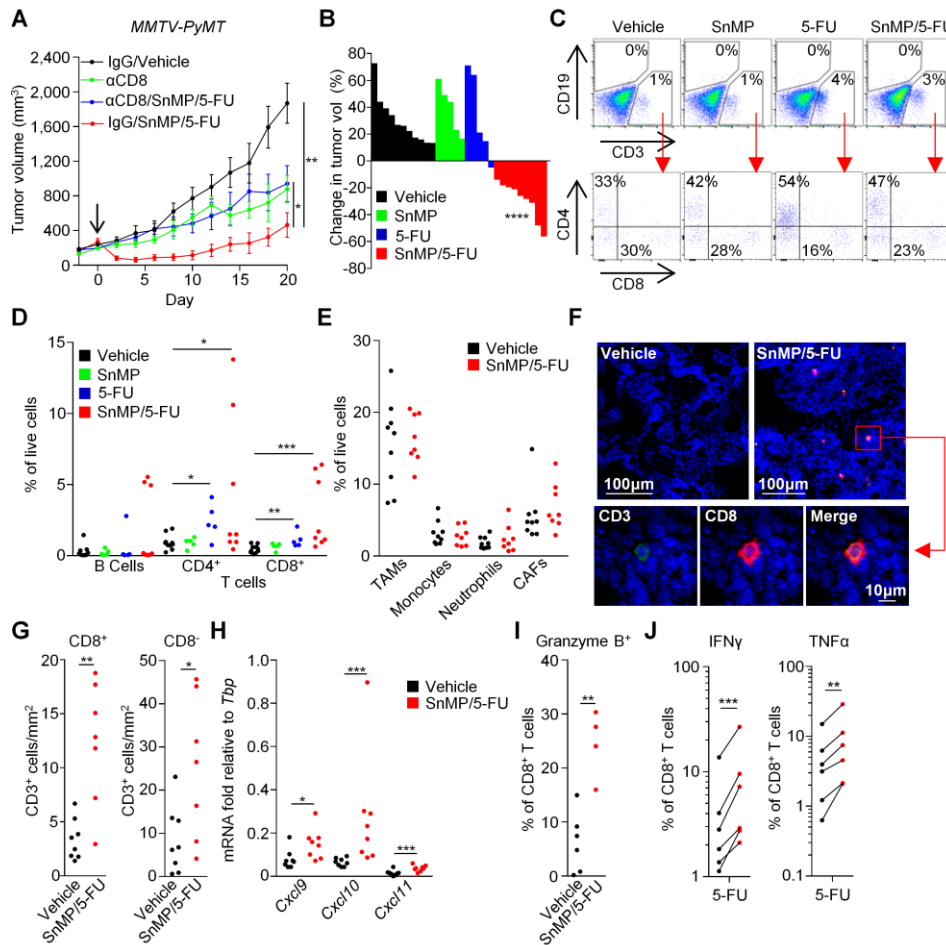 MMTV-PyMT
A
Tumor volume (mm³)
2,400
2,000
1,600
1,200
800
400
0
0
5
10
15
20
Day
IgG/Vehicle
αCD8
αCD8/SnMP/5-FU
IgG/SnMP/5-FU
**
*
B
Change in tumor vol. (%)
80
60
40
20
0
-20
-40
-60
-80
Vehicle
SnMP
5-FU
SnMP/5-FU
****
C
Vehicle
SnMP
5-FU
SnMP/5-FU
CD19
0%
0%
0%
0%
1%
1%
4%
3%
CD3
33%
42%
54%
47%
CD4
30%
28%
16%
23%
CD8
D
% of live cells
15
10
5
0
Vehicle
SnMP
5-FU
SnMP/5-FU
*
*
***
**
B Cells
CD4⁺
CD8⁺
T cells
E
% of live cells
30
20
10
0
Vehicle
SnMP/5-FU
TAMs
Monocytes
Neutrophils
CAFs
F
Vehicle
SnMP/5-FU
100µm
100µm
CD3
CD8
Merge
10µm
G
CD8⁺
CD3⁺ cells/mm²
20
15
10
5
0
**
Vehicle
SnMP/5-FU
CD8⁻
CD3⁺ cells/mm²
50
40
30
20
10
0
*
Vehicle
SnMP/5-FU
H
mRNA fold relative to Tbp
1.0
0.8
0.6
0.4
0.2
0
Vehicle
SnMP/5-FU
*
***
***
Cxcl9
Cxcl10
Cxcl11
I
Granzyme B⁺
% of CD8⁺ T cells
40
30
20
10
0
**
Vehicle
SnMP/5-FU
J
IFNγ
% of CD8⁺ T cells
100
10
1
***
5-FU
TNFα
% of CD8⁺ T cells
100
10
1
0.1
**
5-FU